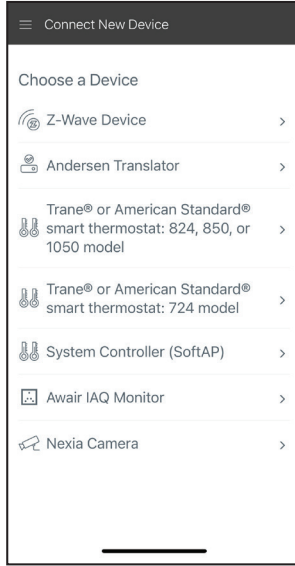 Connect New Device
Choose a Device
Z-Wave Device
Andersen Translator
Trane® or American Standard®
smart thermostat: 824, 850, or
1050 model
Trane® or American Standard®
smart thermostat: 724 model
System Controller (SoftAP)
Awair IAQ Monitor
Nexia Camera